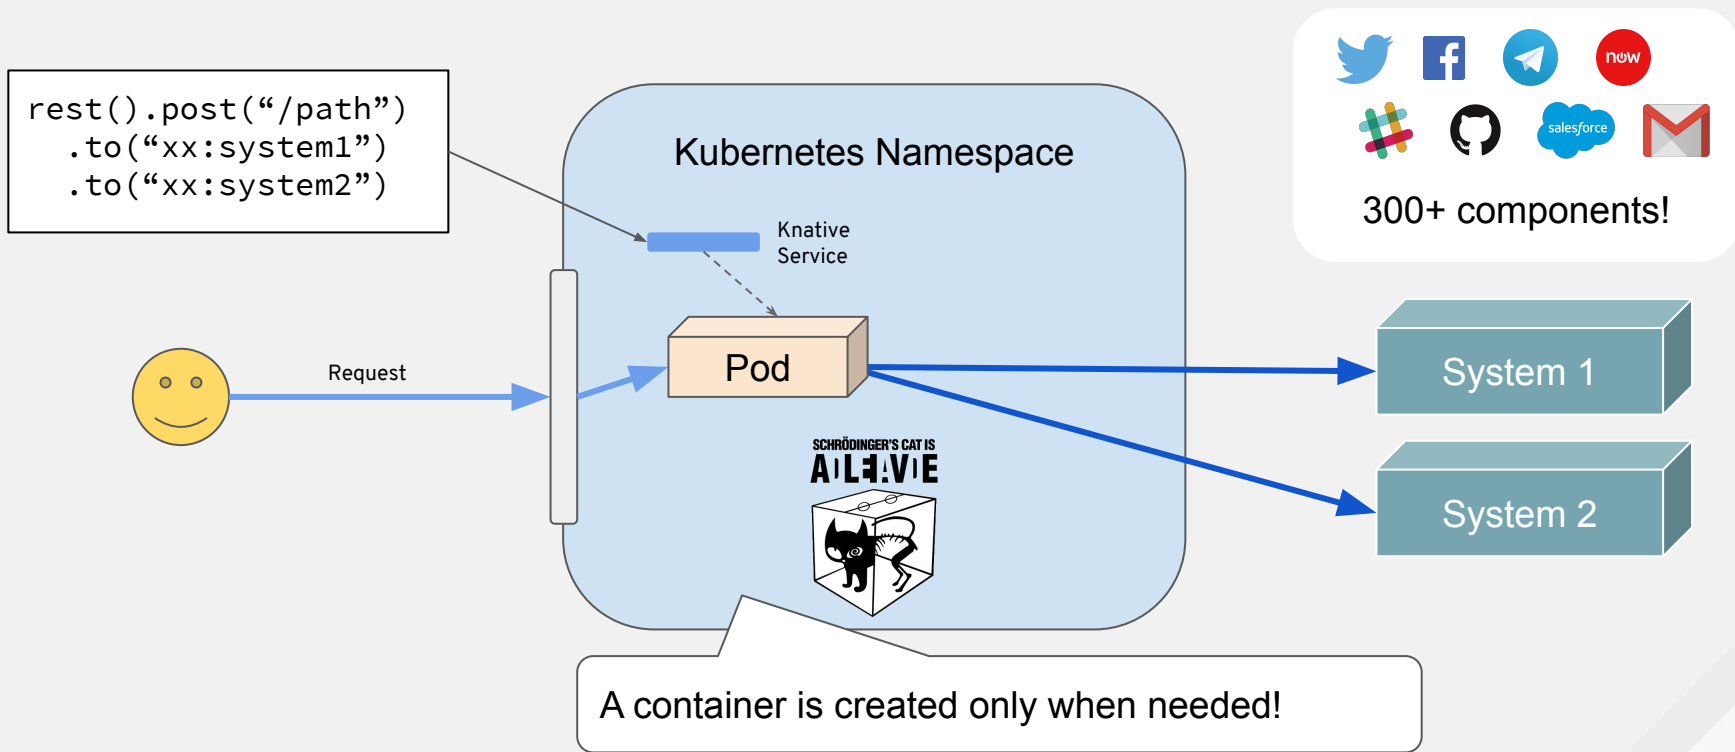 rest().post(“/path”)
.to(“xx:system1”)
.to(“xx:system2”)
Kubernetes Namespace
Knative
Service
Request
Pod
SCHRÖDINGER'S CAT IS
now
salesforce
300+ components!
System 1
System 2
A container is created only when needed!